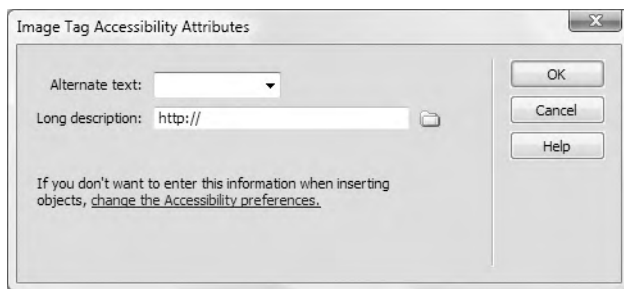 Image Tag Accessibility Attributes
Alternate text:
Long description: http://
OK
Cancel
Help
If you don't want to enter this information when inserting
objects, change the Accessibility preferences.